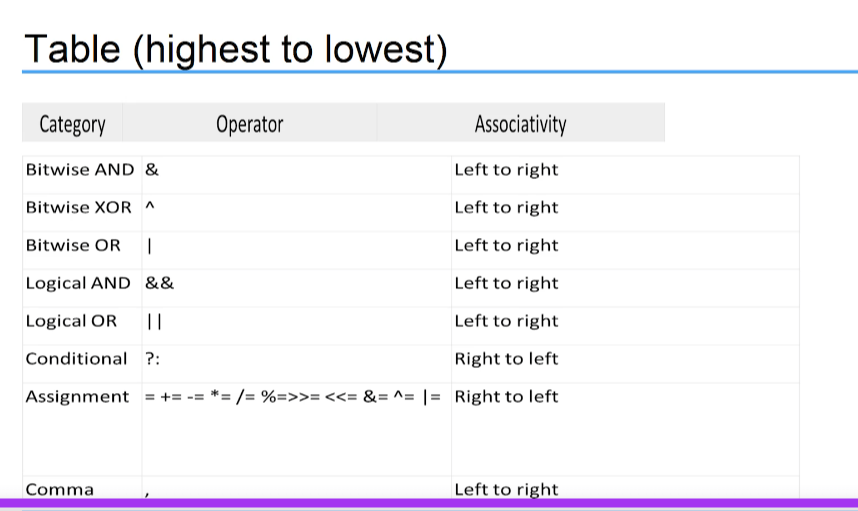 Table (highest to lowest)
Category Operator Associativity
Bitwise AND & Left to right
Bitwise XOR ^ Left to right
Bitwise OR | Left to right
Logical AND && Left to right
Logical OR || Left to right
Conditional ?: Right to left
Assignment = += -= *= /= %=>>= <<= &= ^= |= Right to left
Comma , Left to right